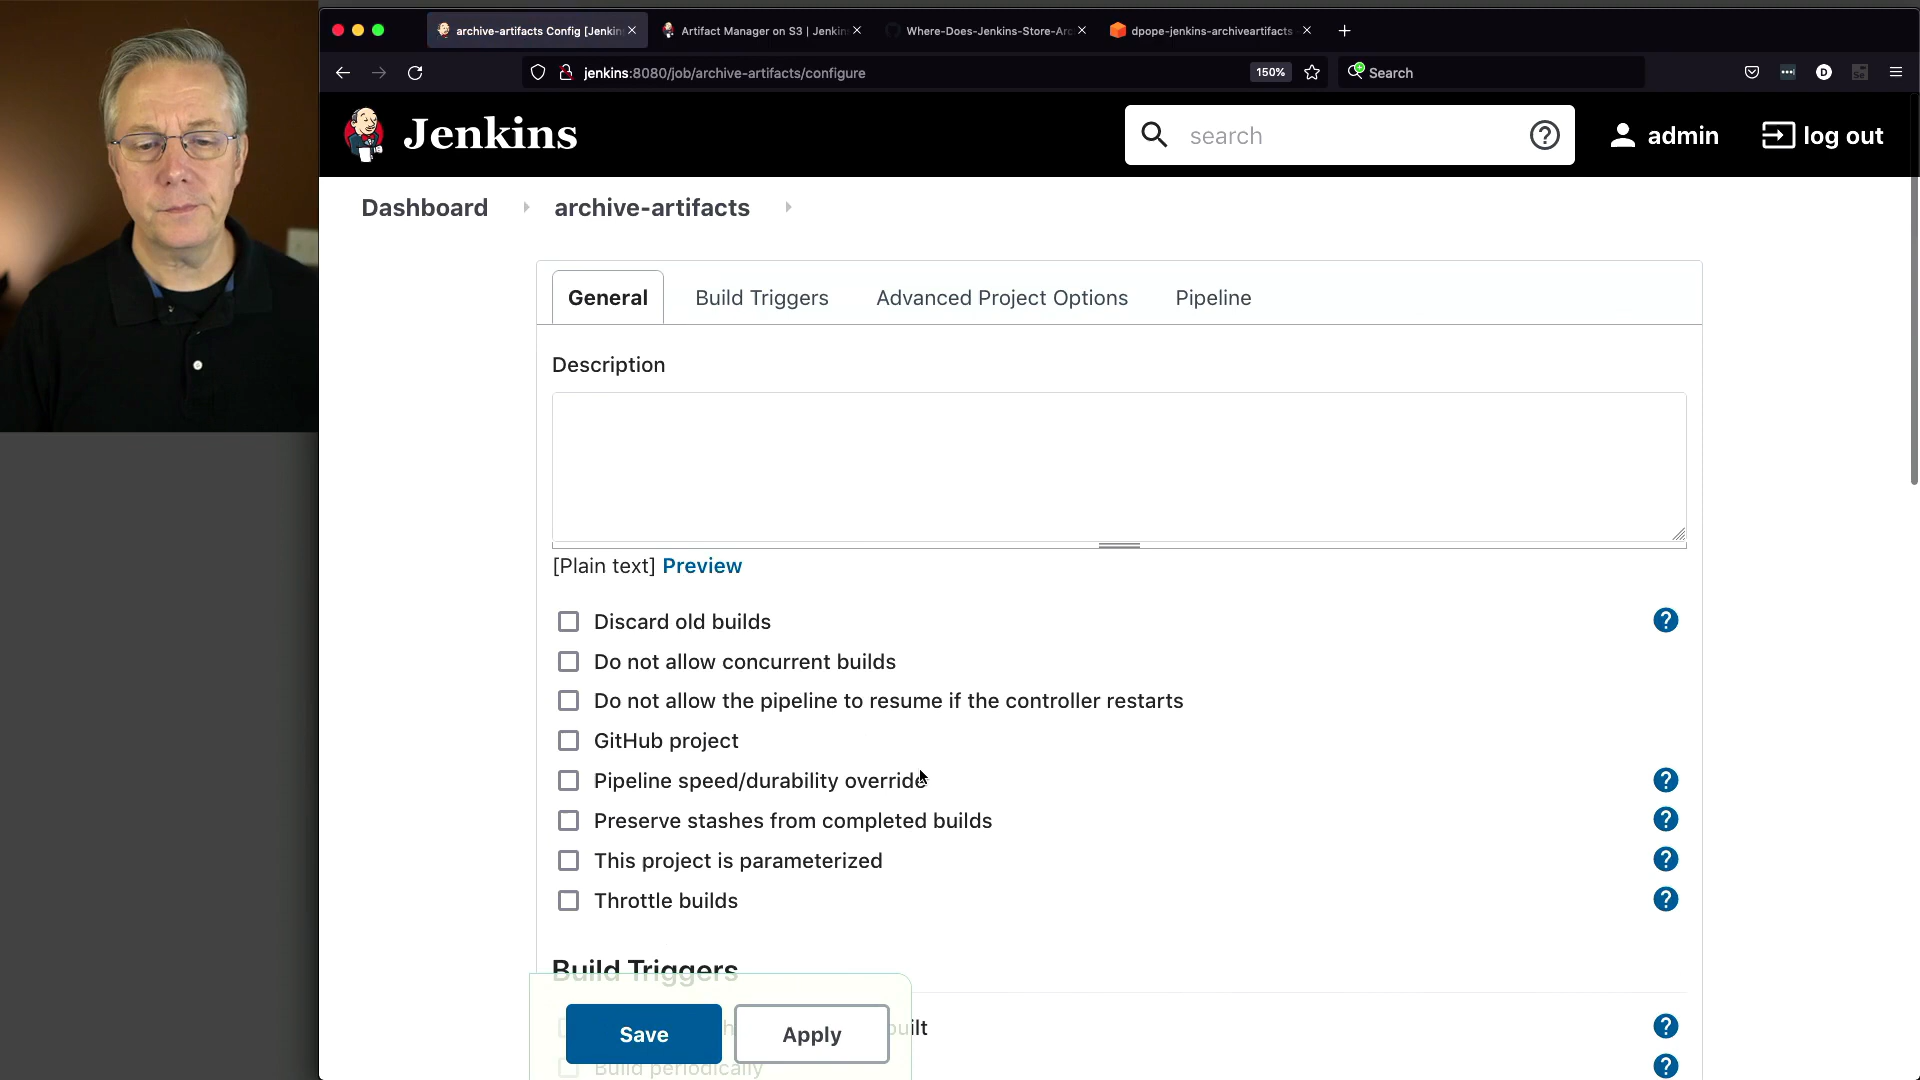 archive-artifacts Config [Jenkin
Artifact Manager on S3 | Jenkin
Where-Does-Jenkins-Store-Arc
dpope-jenkins-archiveartifacts
jenkins:8080/job/archive-artifacts/configure
150%
Search
Jenkins
search
admin
log out
Dashboard
archive-artifacts
General
Build Triggers
Advanced Project Options
Pipeline
Description
[Plain text] Preview
Discard old builds
Do not allow concurrent builds
Do not allow the pipeline to resume if the controller restarts
GitHub project
Pipeline speed/durability override
Preserve stashes from completed builds
This project is parameterized
Throttle builds
Build Triggers
Save
Apply
Build periodically